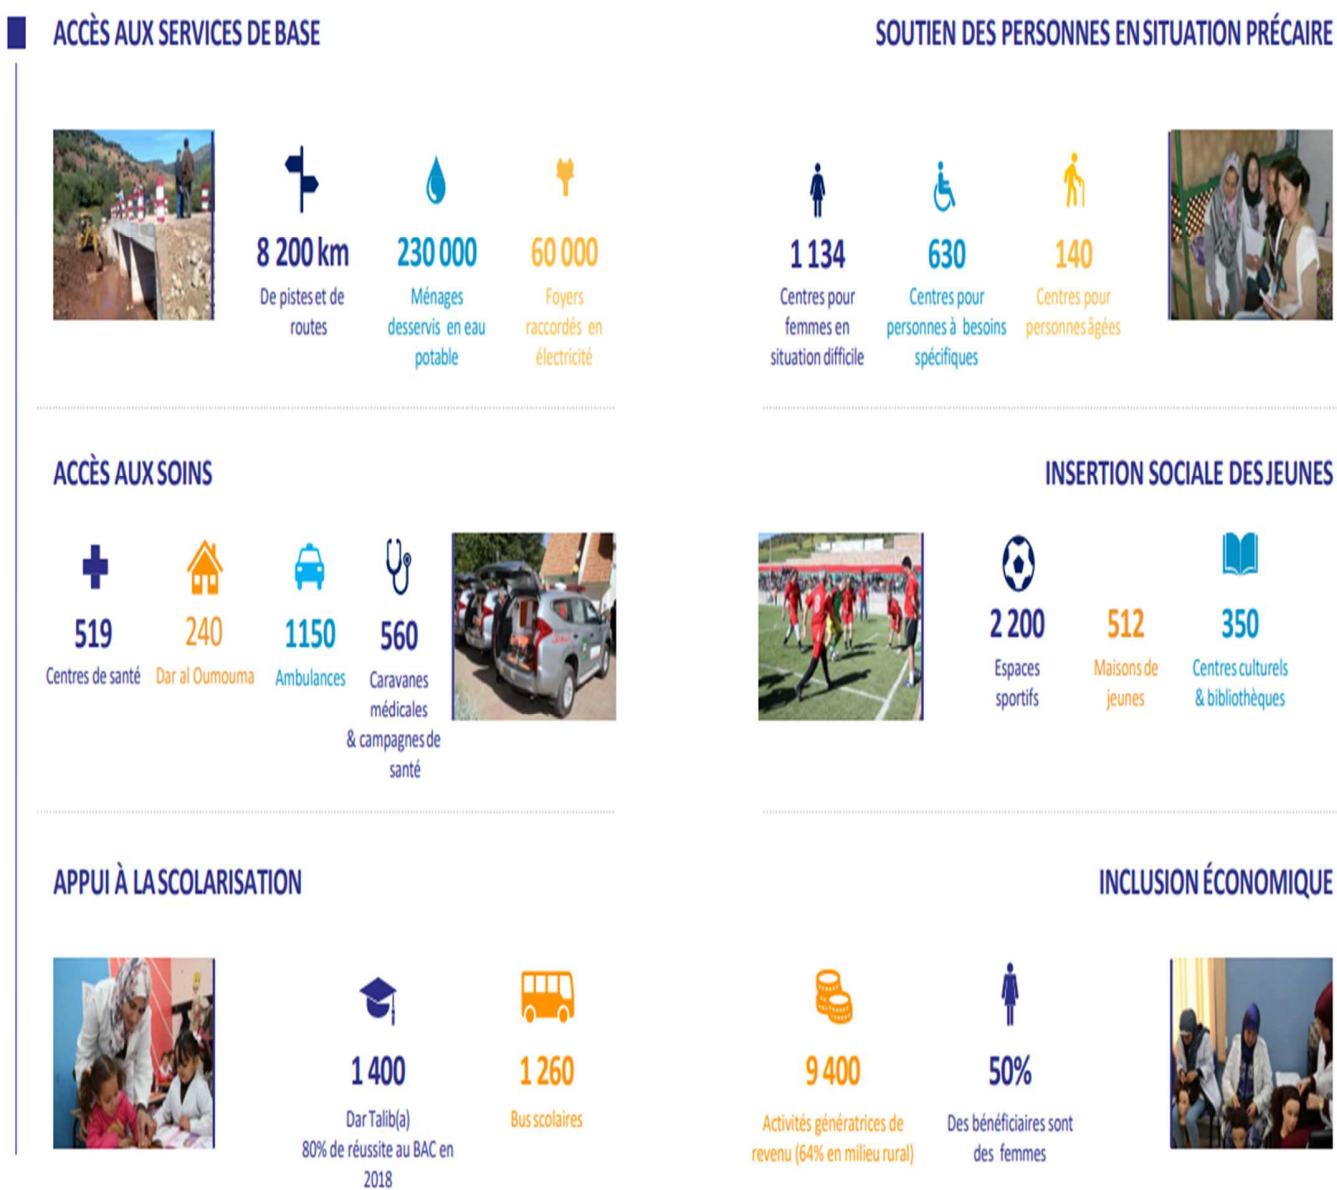 ACCÈS AUX SERVICES DE BASE
8 200 km
De pistes et de
routes
230 000
Ménages
desservis en eau
potable
60 000
Foyers
raccordés en
électricité
SOUTIEN DES PERSONNES EN SITUATION PRÉCAIRE
1 134
Centres pour
femmes en
situation difficile
630
Centres pour
personnes à besoins
spécifiques
140
Centres pour
personnes âgées
ACCÈS AUX SOINS
519
Centres de santé
240
Dar al Oumouma
1150
Ambulances
560
Caravanes
médicales
& campagnes de
santé
INSERTION SOCIALE DES JEUNES
2 200
Espaces
sportifs
512
Maisons de
jeunes
350
Centres culturels
& bibliothèques
APPUI À LA SCOLARISATION
1 400
Dar Talib(a)
80% de réussite au BAC en
2018
1 260
Bus scolaires
INCLUSION ÉCONOMIQUE
9 400
Activités génératrices de
revenu (64% en milieu rural)
50%
Des bénéficiaires sont
des femmes